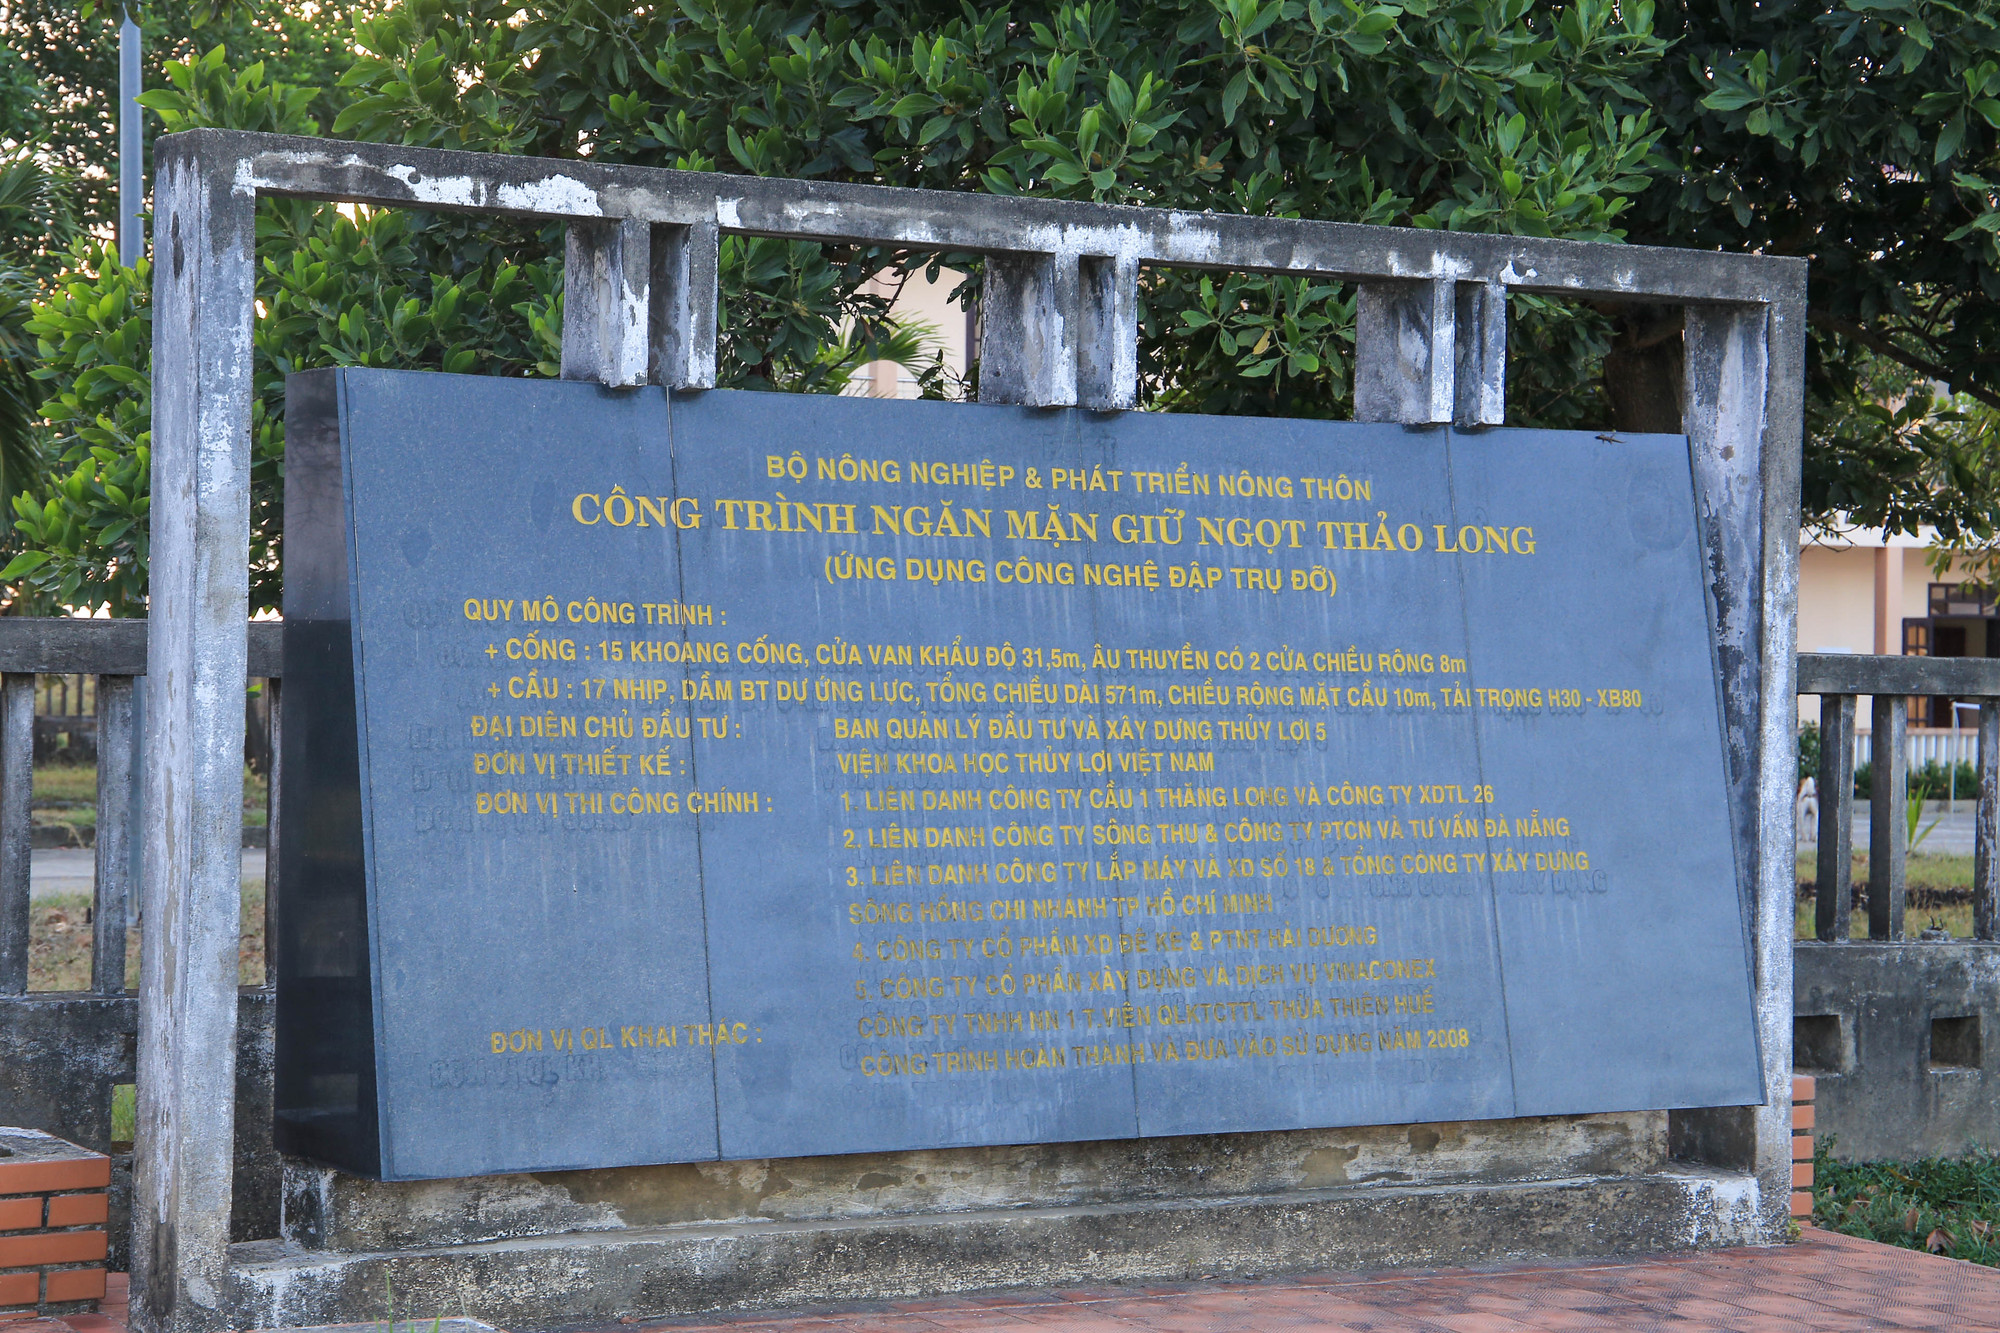 BỘ NÔNG NGHIỆP & PHÁT TRIỂN NÔNG THÔN
CÔNG TRÌNH NGĂN MẶN GIỮ NGỌT THẢO LONG
(ỨNG DỤNG CÔNG NGHỆ ĐẬP TRỤ ĐỠ)
QUY MÔ CÔNG TRÌNH :
+ CỐNG : 15 KHOANG CỐNG, CỬA VAN KHẨU ĐỘ 31,5m, ÂU THUYỀN CÓ 2 CỬA CHIỀU RỘNG 8m
+ CẦU : 17 NHỊP, DẦM BT DỰ ỨNG LỰC, TỔNG CHIỀU DÀI 571m, CHIỀU RỘNG MẶT CẦU 10m, TẢI TRỌNG H30 - XB80
ĐẠI DIỆN CHỦ ĐẦU TƯ : BAN QUẢN LÝ ĐẦU TƯ VÀ XÂY DỰNG THỦY LỢI 5
ĐƠN VỊ THIẾT KẾ : VIỆN KHOA HỌC THỦY LỢI VIỆT NAM
ĐƠN VỊ THI CÔNG CHÍNH : 1. LIÊN DANH CÔNG TY CẦU 1 THĂNG LONG VÀ CÔNG TY XDTL 26
2. LIÊN DANH CÔNG TY SÔNG THU & CÔNG TY PTCN VÀ TƯ VẤN ĐÀ NẴNG
3. LIÊN DANH CÔNG TY LẮP MÁY VÀ XD SỐ 18 & TỔNG CÔNG TY XÂY DỰNG
SÔNG HỒNG CHI NHÁNH TP HỒ CHÍ MINH
4. CÔNG TY CỔ PHẦN XD ĐÊ KÈ & PTNT HẢI DƯƠNG
5. CÔNG TY CỔ PHẦN XÂY DỰNG VÀ DỊCH VỤ VIHACONEX
ĐƠN VỊ QL KHAI THÁC : CÔNG TY TNHH NN 1 T.VIÊN QLKTCTTL THỪA THIÊN HUẾ
CÔNG TRÌNH HOÀN THÀNH VÀ ĐƯA VÀO SỬ DỤNG NĂM 2008